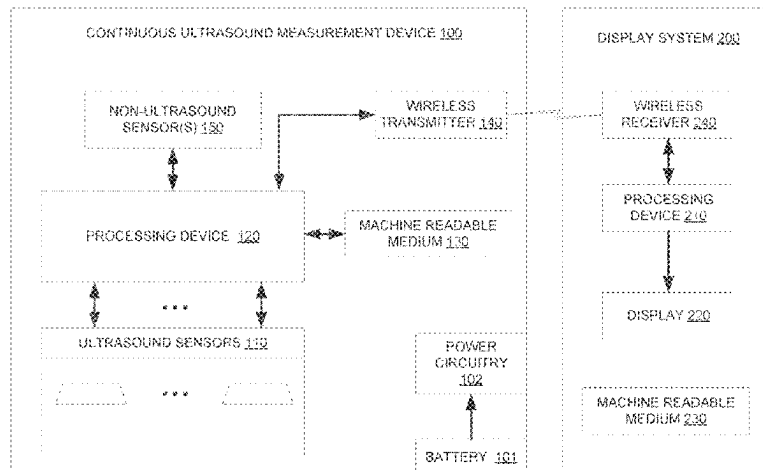 CONTINUOUS ULTRASOUND MEASUREMENT DEVICE 100
DISPLAY SYSTEM 200
NON-ULTRASOUND
SENSOR(S) 150
WIRELESS
TRANSMITTER 140
WIRELESS
RECEIVER 240
PROCESSING DEVICE 120
MACHINE READABLE
MEDIUM 130
PROCESSING
DEVICE 210
ULTRASOUND SENSORS 110
POWER
CIRCUITRY
102
DISPLAY 220
MACHINE READABLE
MEDIUM 230
BATTERY 101